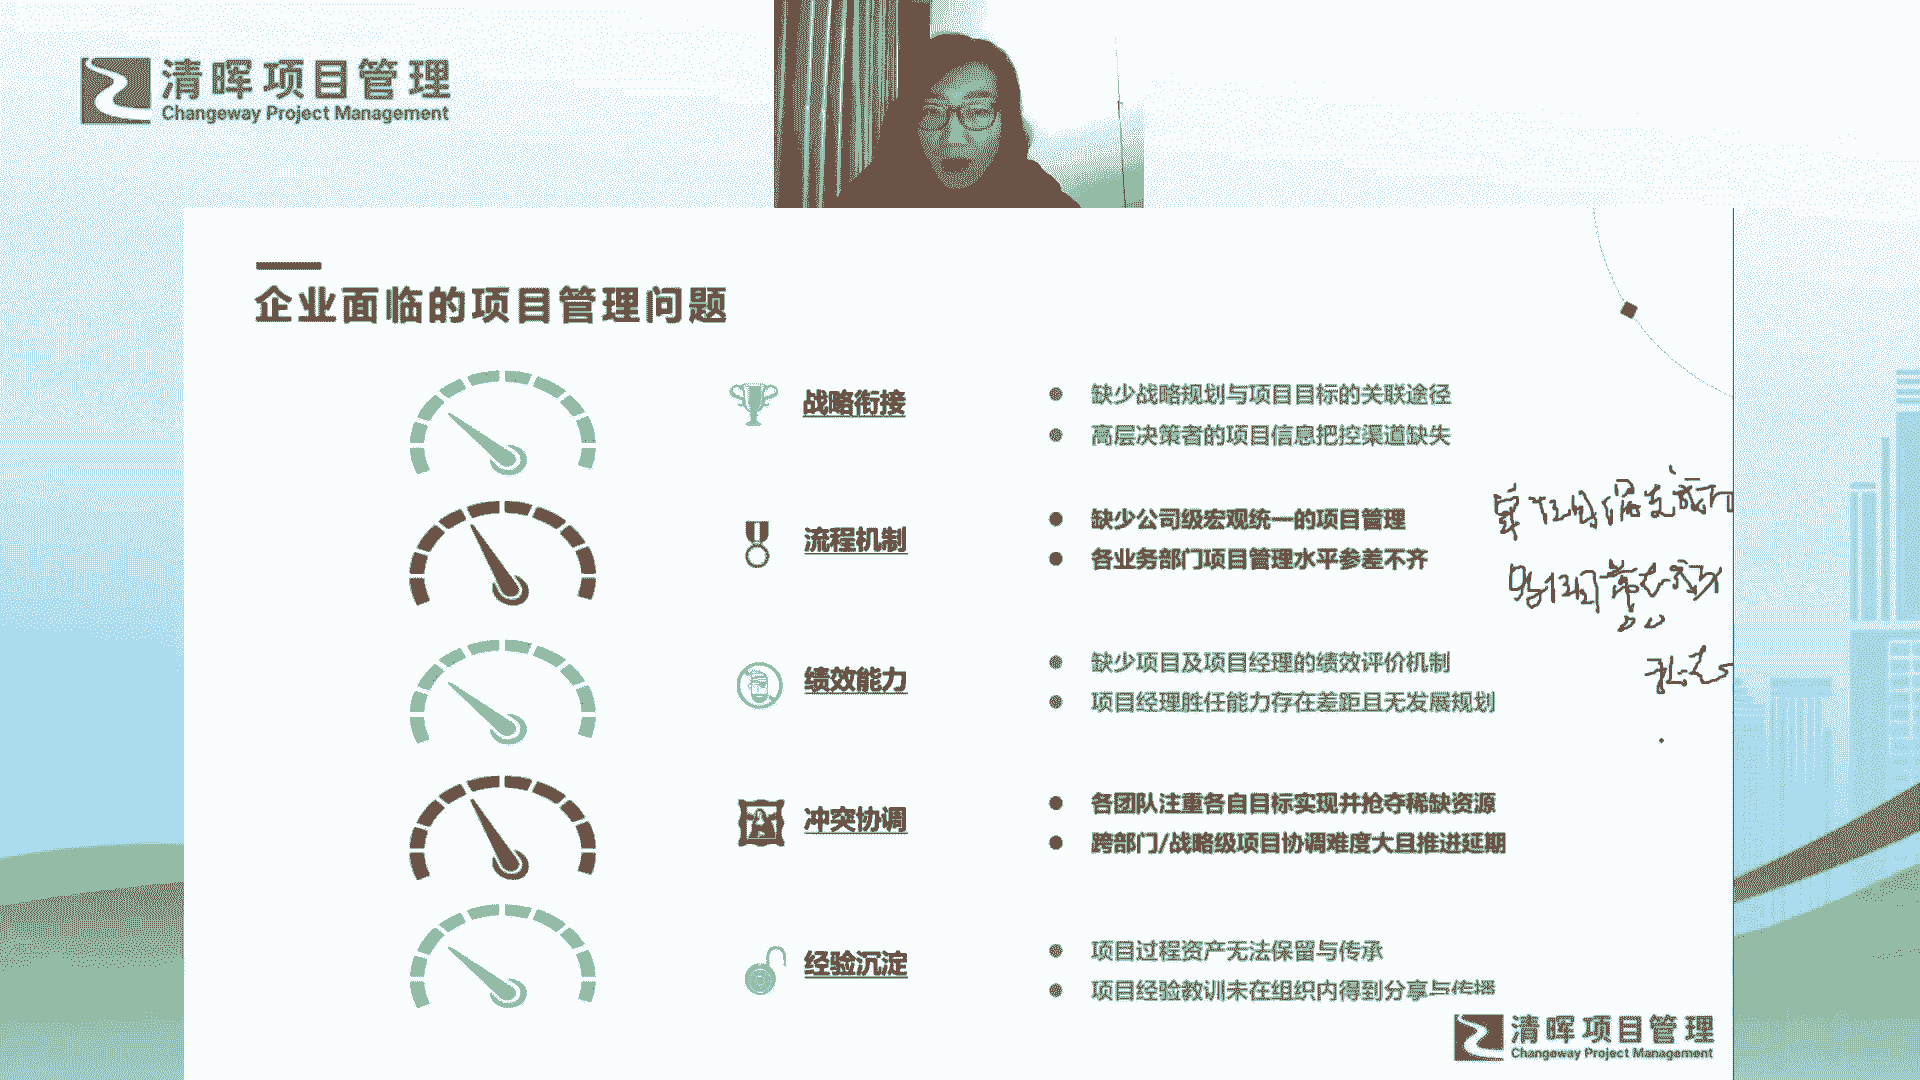 清晖项目管理
Changeway Project Management
企业面临的项目管理问题
战略衔接
缺少战略规划与项目目标的关联途径
高层决策者的项目信息把控渠道缺失
流程机制
缺少公司级宏观统一的项目管理
各业务部门项目管理水平参差不齐
绩效能力
缺少项目及项目经理的绩效评价机制
项目经理胜任能力存在差距且无发展规划
冲突协调
各团队注重各自目标实现并抢夺稀缺资源
跨部门/战略级项目协调难度大且推进延期
经验沉淀
项目过程资产无法保留与传承
项目经验教训未在组织内得到分享与传播
清晖项目管理
Changeway Project Management